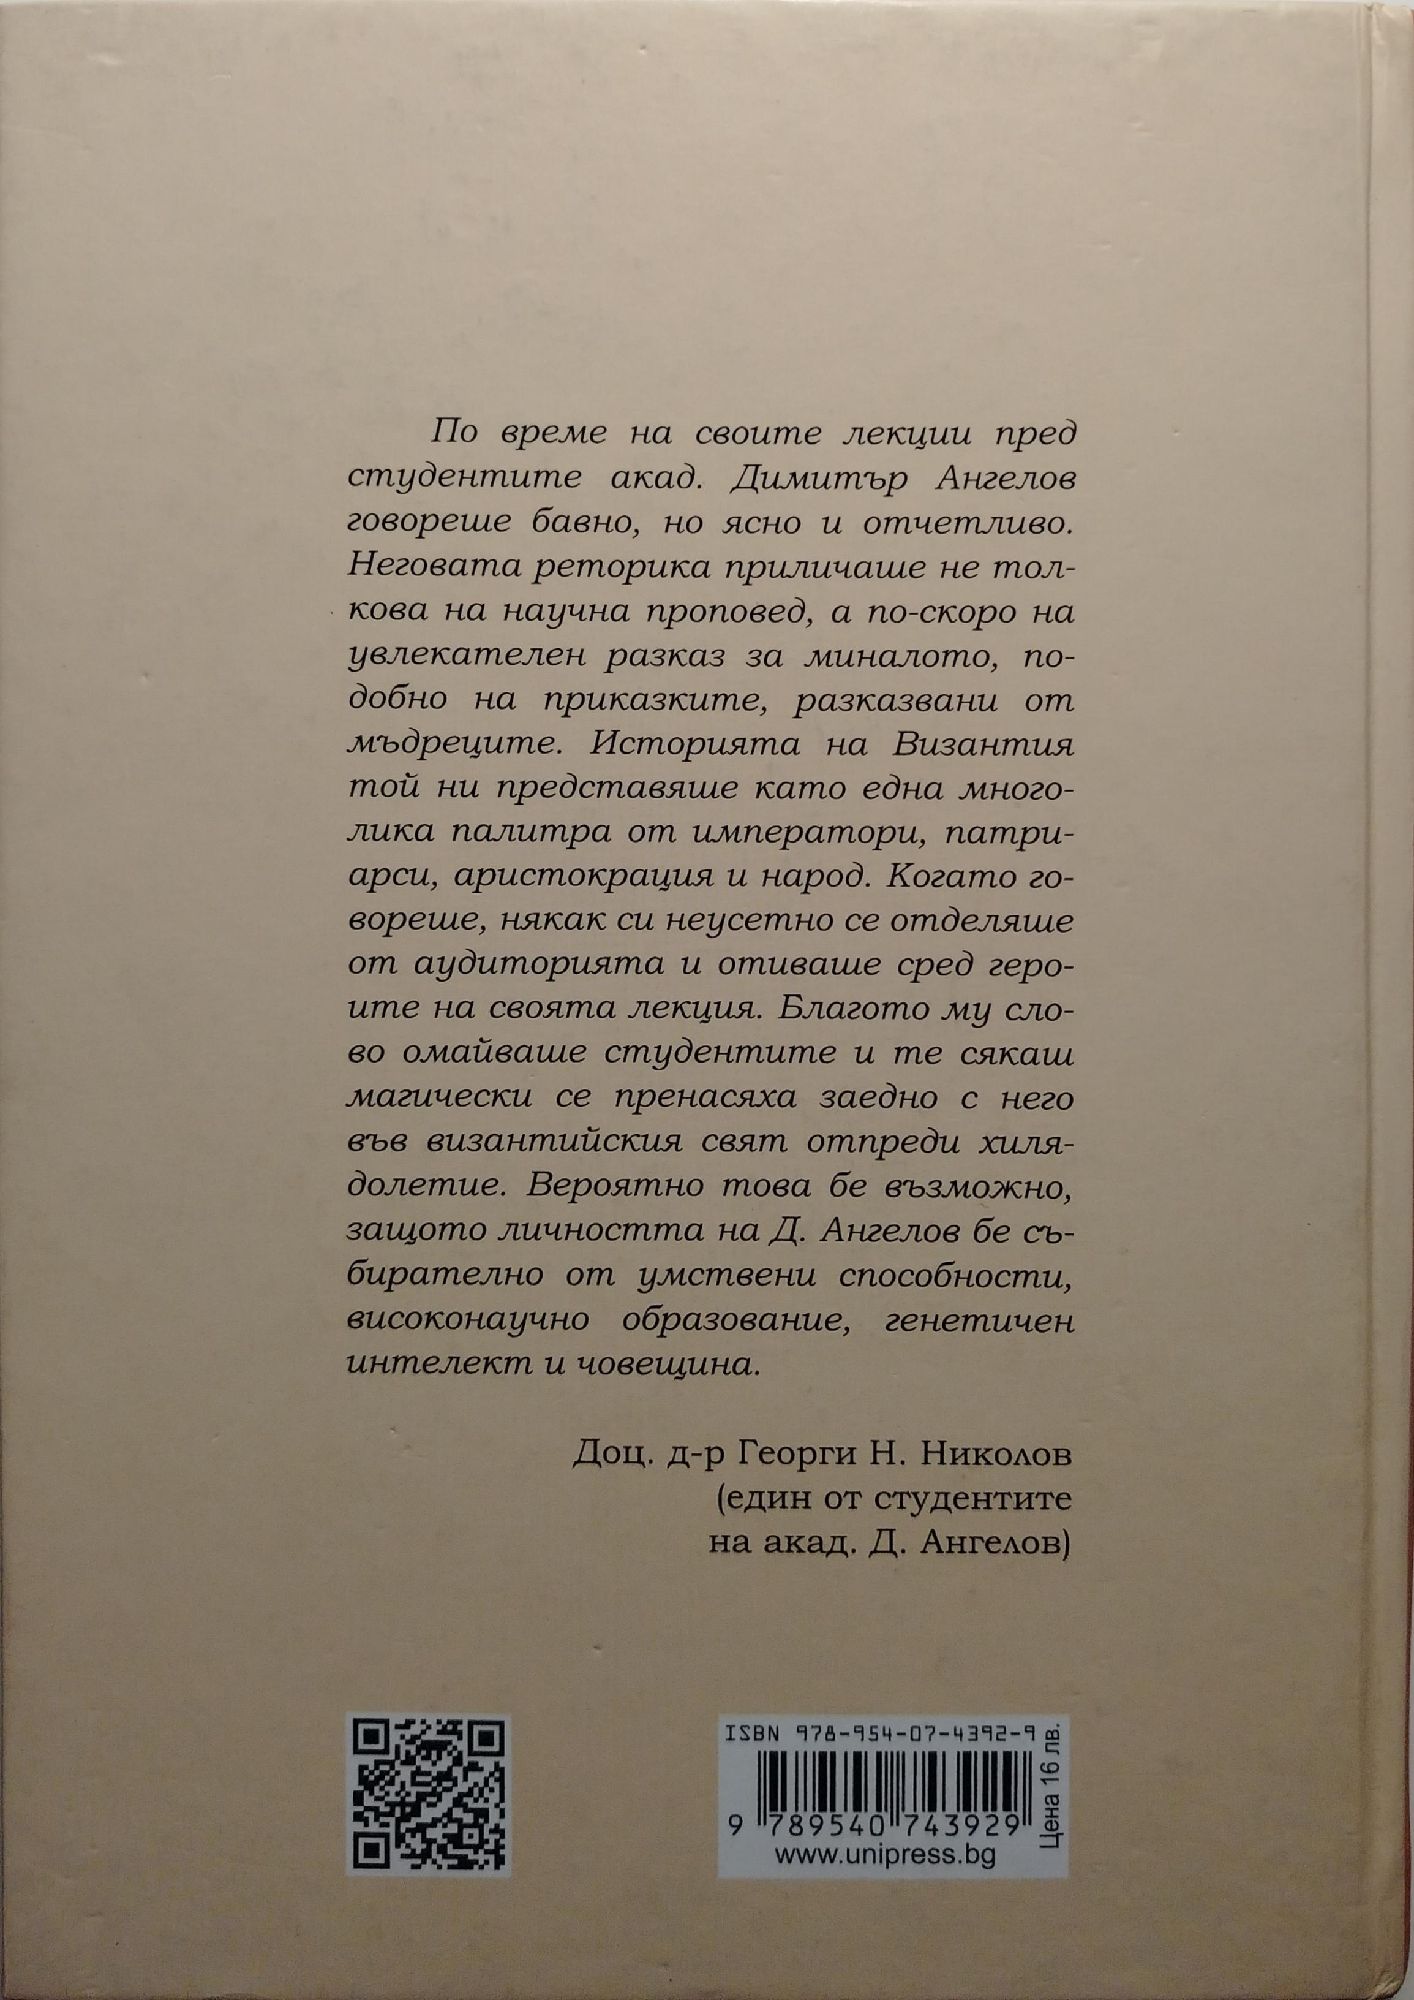 По време на своите лекции пред
студентите акад. Димитър Ангелов
говореше бавно, но ясно и отчетливо.
Неговата реторика приличаше не тол-
кова на научна проповед, а по-скоро на
увлекателен разказ за миналото, по-
добно на приказките, разказвани от
мъдреците. Историята на Византия
той ни представяше като една много-
лика палитра от императори, патри-
арси, аристокрация и народ. Когато го-
вореше, някак си неусетно се отделяше
от аудиторията и отиваше сред геро-
ите на своята лекция. Благото му сло-
во омайваше студентите и те сякаш
магически се пренасяха заедно с него
във византийския свят отпреди хиля-
долетие. Вероятно това бе възможно,
защото личността на Д. Ангелов бе съ-
бирателно от умствени способности,
високонаучно образование, генетичен
интелект и човещина.
Доц. д-р Георги Н. Николов
(един от студентите
на акад. Д. Ангелов)
ISBN 978-954-07-4392-9
9 789540 743929
www.unipress.bg
Цена 16 лв.